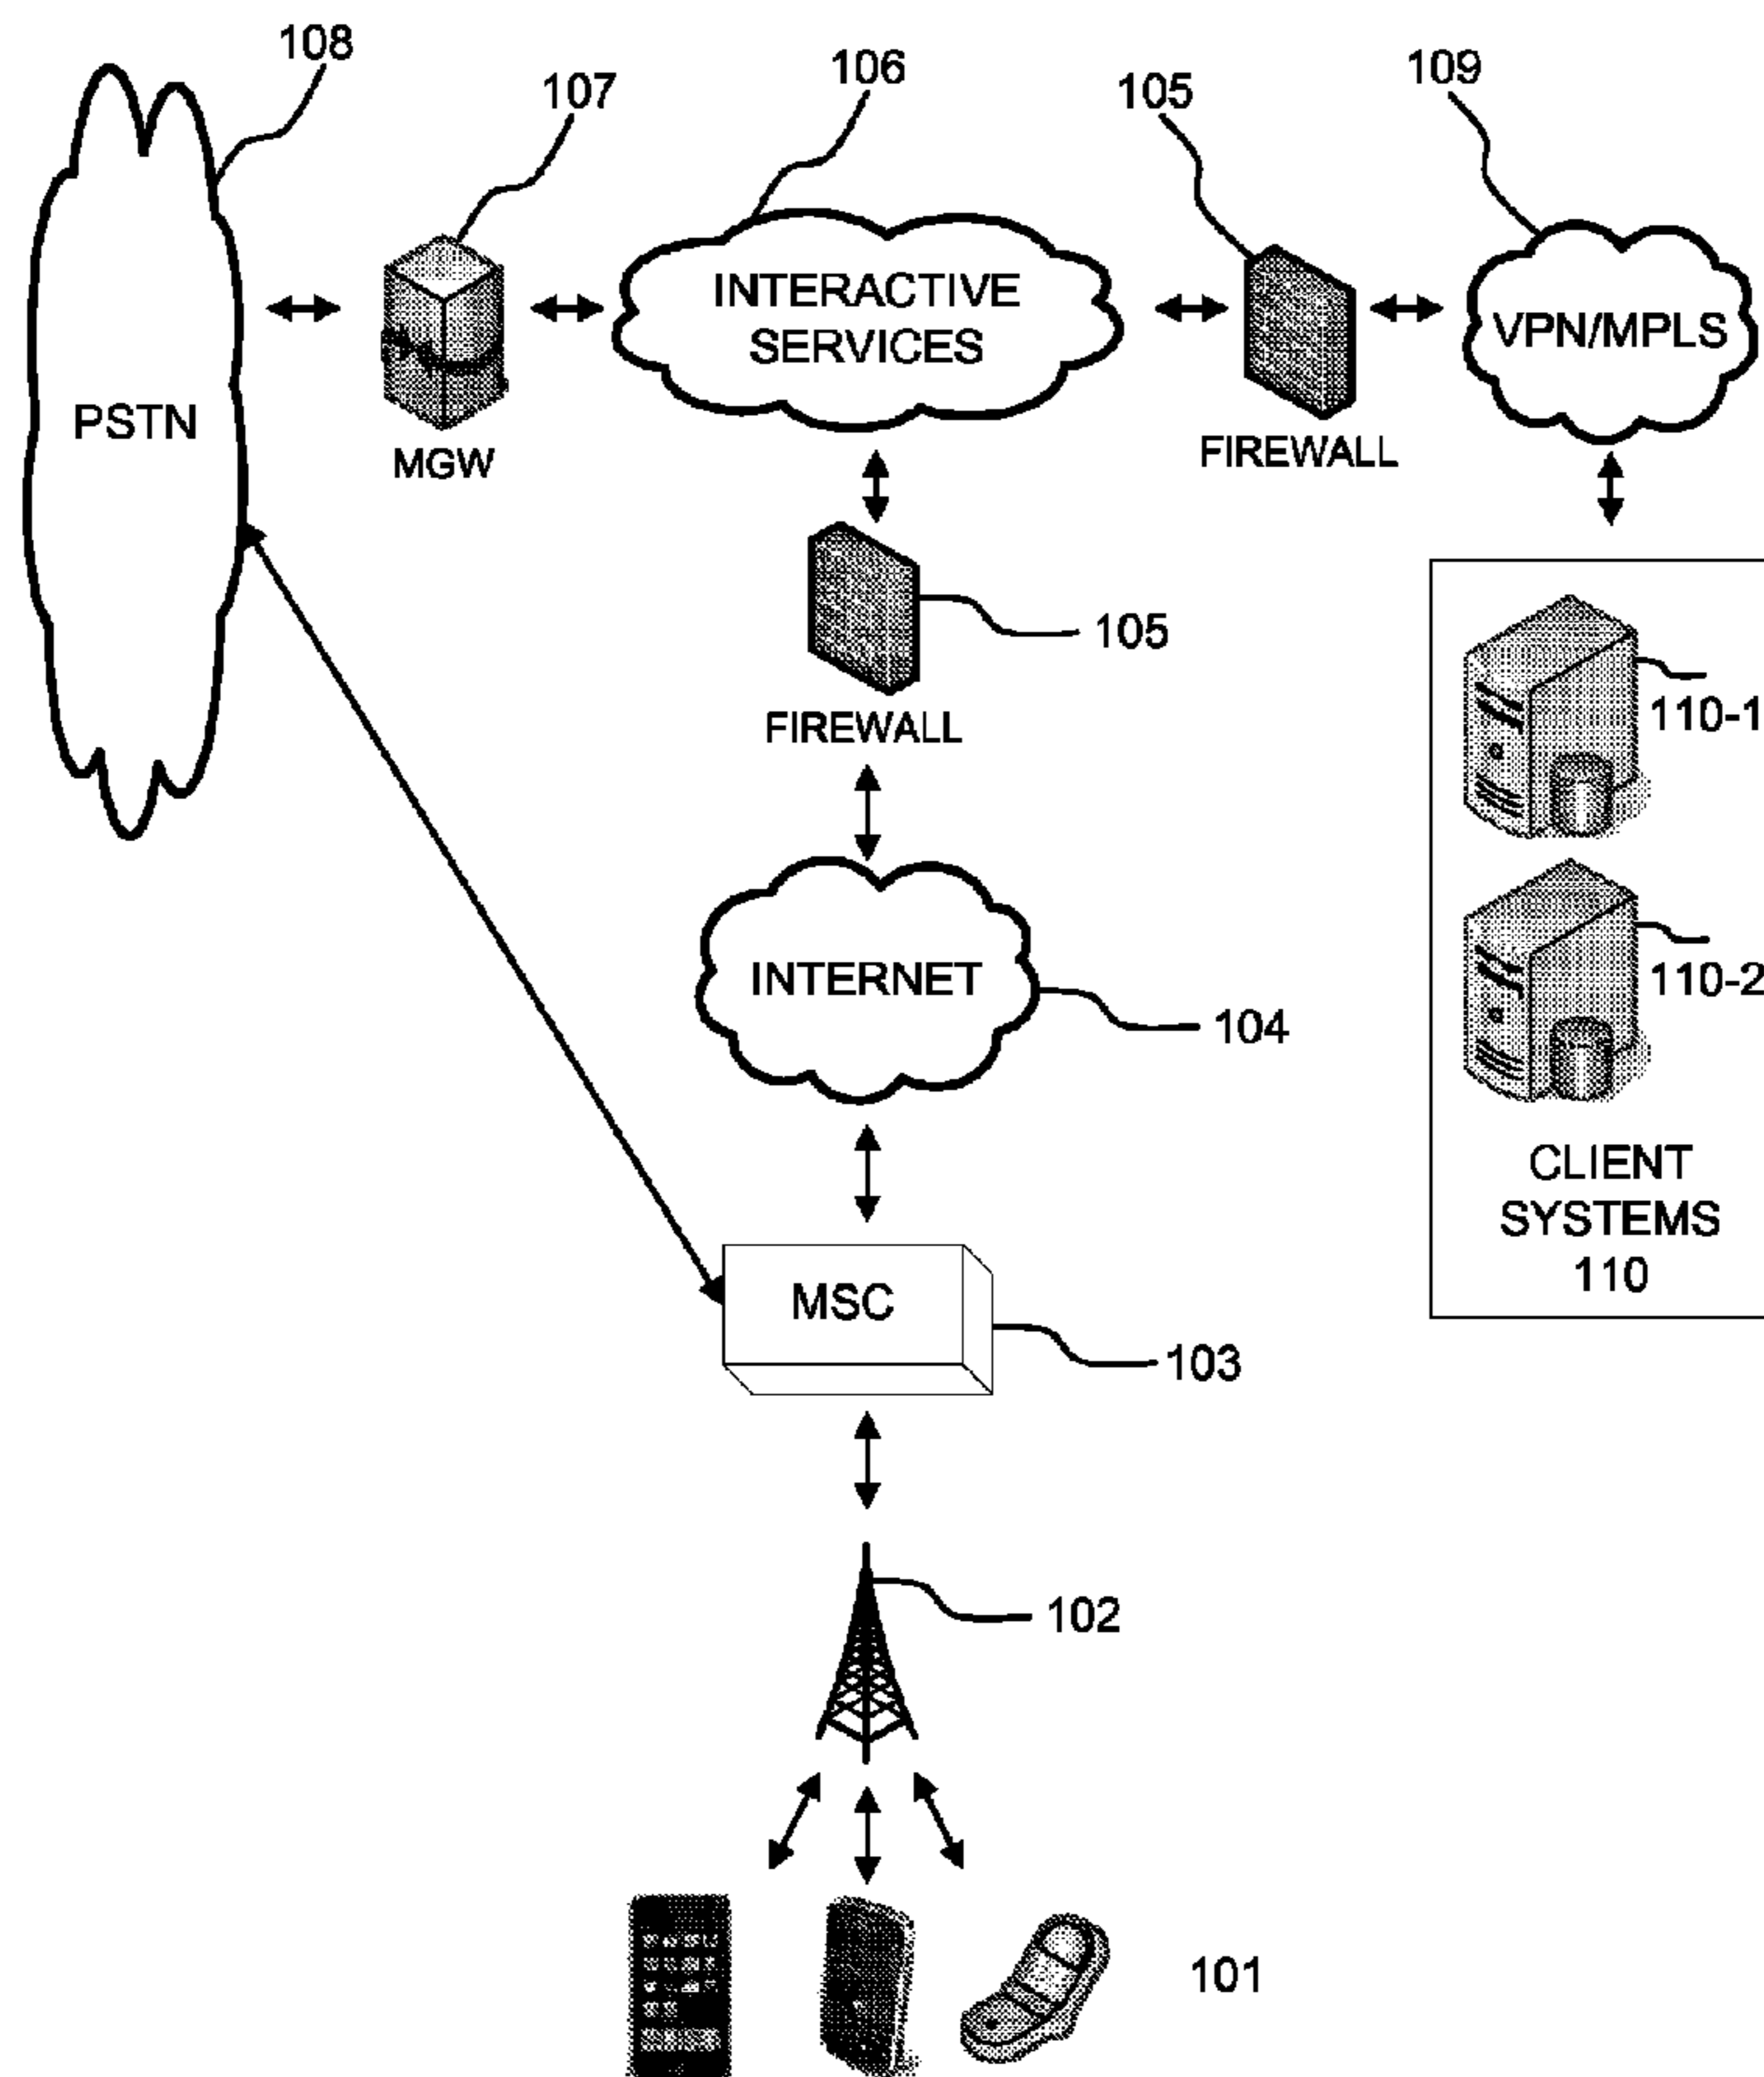 108
107
106
105
109
INTERACTIVE
SERVICES
VPN/MPLS
PSTN
MGW
FIREWALL
105
FIREWALL
110-1
INTERNET
110-2
104
CLIENT
SYSTEMS
110
MSC
103
102
101